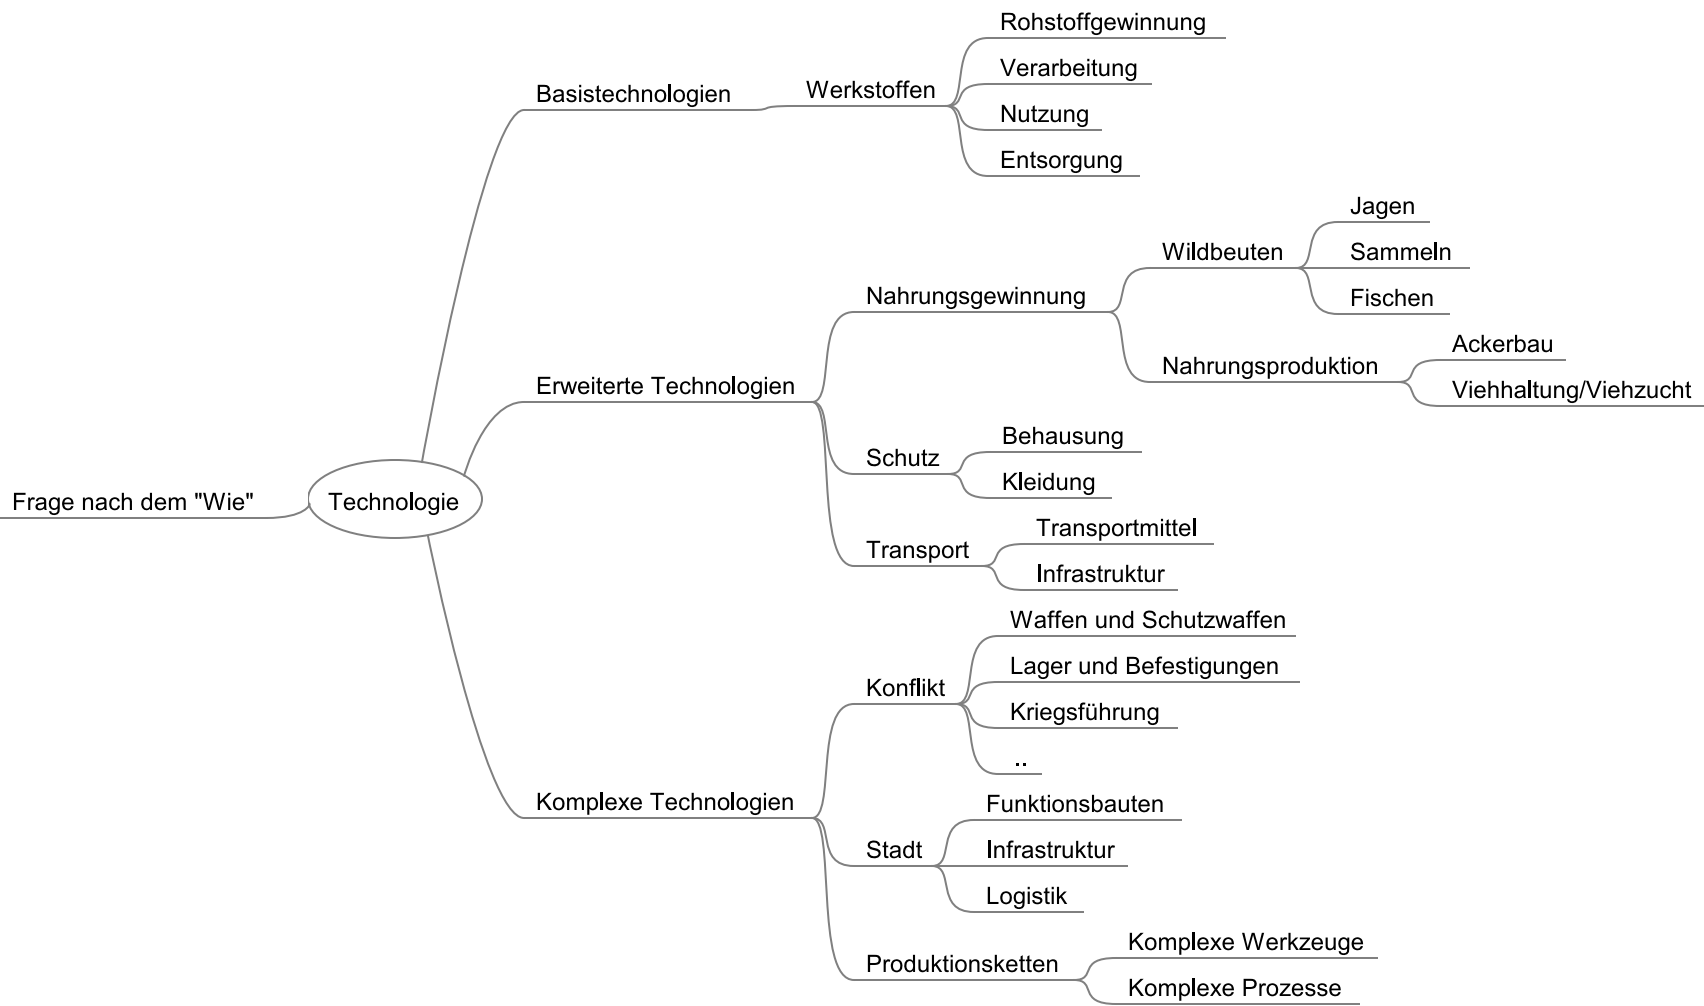 Rohstoffgewinnung
Verarbeitung
Basistechnologien
Werkstoffen
Nutzung
Entsorgung
Jagen
Wildbeuten
Sammeln
Nahrungsgewinnung
Fischen
Ackerbau
Nahrungsproduktion
Erweiterte Technologien
Viehhaltung/Viehzucht
Behausung
Schutz
Kleidung
Frage nach dem "Wie"
Technologie
Transportmittel
Transport
Infrastruktur
Waffen und Schutzwaffen
Lager und Befestigungen
Konflikt
Kriegsführung
..
Komplexe Technologien
Funktionsbauten
Stadt
Infrastruktur
Logistik
Komplexe Werkzeuge
Produktionsketten
Komplexe Prozesse